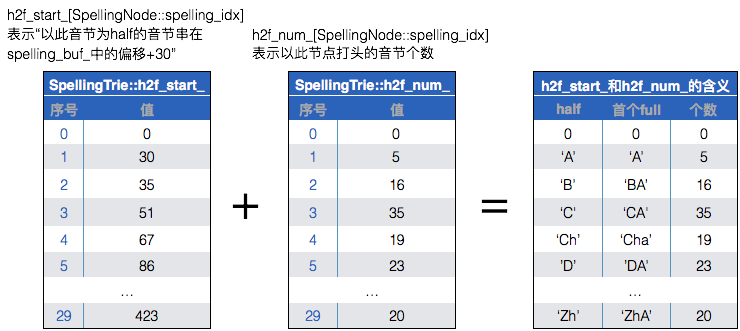 h2f_start_[SpellingNode::spelling_idx]
表示“以此音节为half的音节串在
spelling_buf_中的偏移+30”
h2f_num_[SpellingNode::spelling_idx]
表示以此节点打头的音节个数
SpellingTrie::h2f_start_
序号 值
0 0
1 30
2 35
3 51
4 67
5 86
...
29 423
+
SpellingTrie::h2f_num_
序号 值
0 0
1 5
2 16
3 35
4 19
5 23
...
29 20
=
h2f_start_和h2f_num_的含义
half 首个full 个数
0 0 0
‘A’ ‘A’ 5
‘B’ ‘BA’ 16
‘C’ ‘CA’ 35
‘Ch’ ‘Cha’ 19
‘D’ ‘DA’ 23
...
‘Zh’ ‘ZhA’ 20